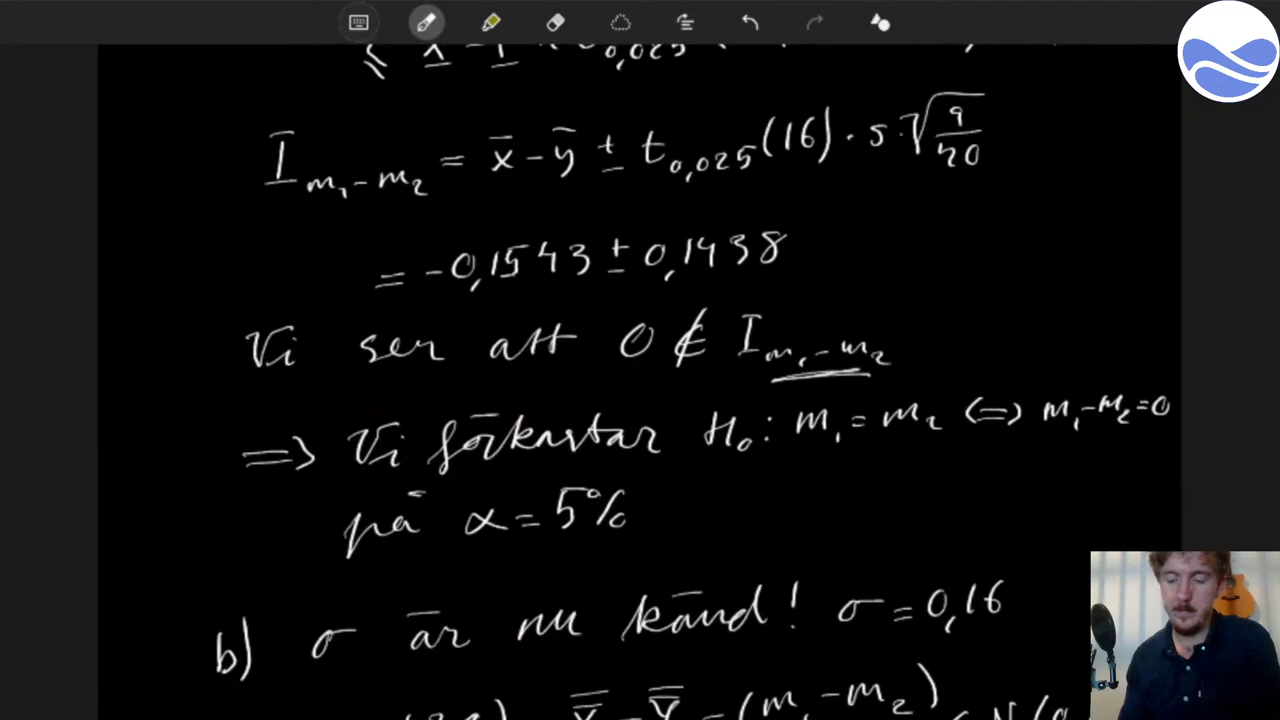 I_{m₁-m₂} = x̄ - ȳ ± t_{0,025}(16) · s · √(9/20)
= -0,1543 ± 0,1438
Vi ser att 0 ∉ I_{m₁-m₂}
⇒ Vi förkastar H₀: m₁ = m₂ ⟺ m₁-m₂=0
på α = 5%
b) σ är nu känd! σ = 0,16